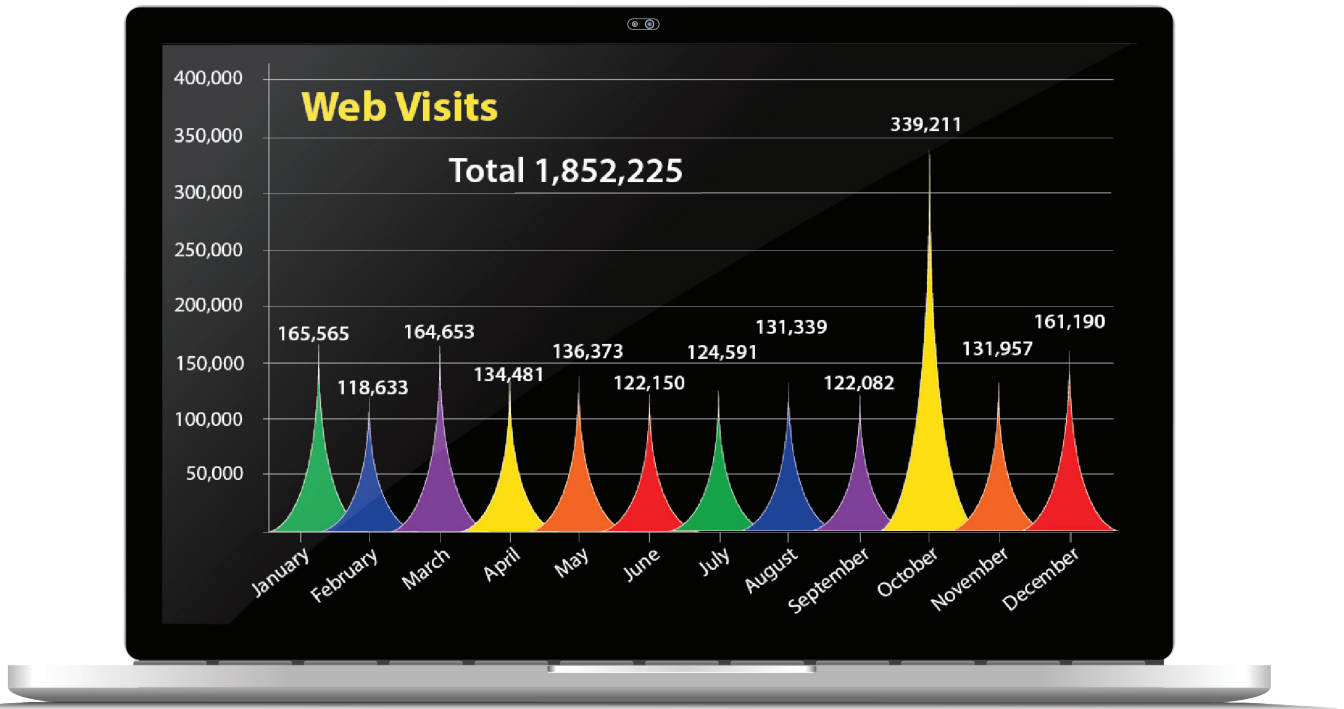 Web Visits
Total 1,852,225
400,000
350,000
300,000
250,000
200,000
150,000
100,000
50,000
165,565
118,633
164,653
134,481
136,373
122,150
124,591
131,339
122,082
339,211
131,957
161,190
January
February
March
April
May
June
July
August
September
October
November
December